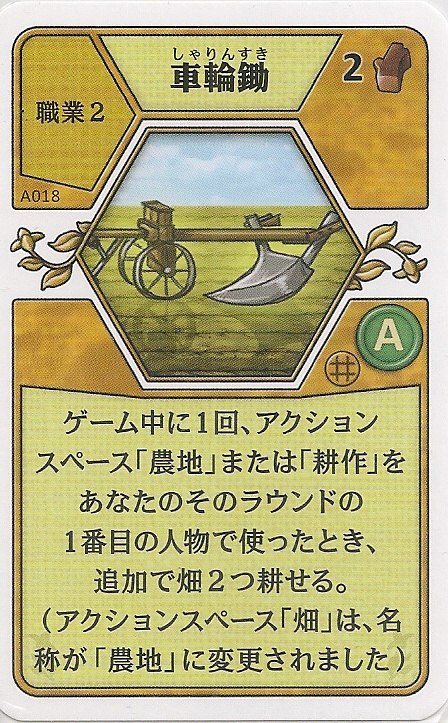 しゃりんすき
車輪鋤
2
職業2
A018
A
ゲーム中に1回、アクション
スペース「農地」または「耕作」を
あなたのそのラウンドの
1番目の人物で使ったとき、
追加で畑2つ耕せる。
（アクションスペース「畑」は、名
称が「農地」に変更されました）